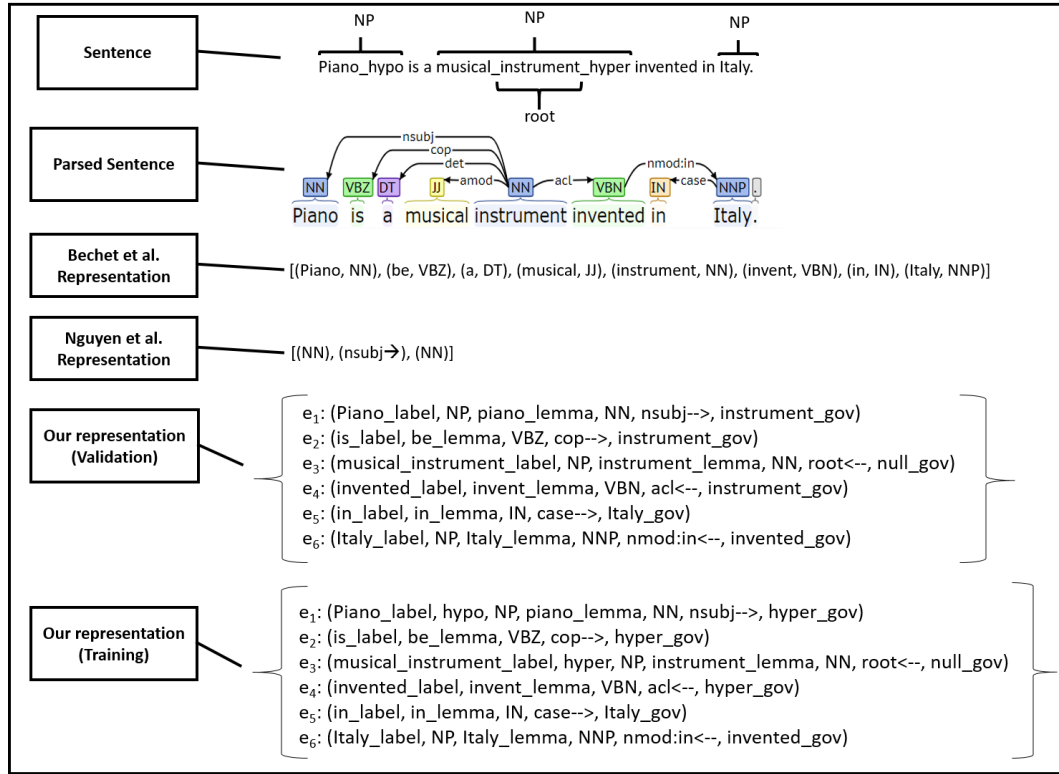 NP NP NP
Sentence
Piano_hypo is a musical_instrument_hyper invented in Italy.
root
Parsed Sentence
nsubj
cop
det nmod:in
amod acl case
NN VBZ DT JJ NN VBN IN NNP .
Piano is a musical instrument invented in Italy.
Bechet et al.
Representation
[(Piano, NN), (be, VBZ), (a, DT), (musical, JJ), (instrument, NN), (invent, VBN), (in, IN), (Italy, NNP)]
Nguyen et al.
Representation
[(NN), (nsubj→), (NN)]
Our representation
(Validation)
e₁: (Piano_label, NP, piano_lemma, NN, nsubj-->, instrument_gov)
e₂: (is_label, be_lemma, VBZ, cop-->, instrument_gov)
e₃: (musical_instrument_label, NP, instrument_lemma, NN, root<--, null_gov)
e₄: (invented_label, invent_lemma, VBN, acl<--, instrument_gov)
e₅: (in_label, in_lemma, IN, case-->, Italy_gov)
e₆: (Italy_label, NP, Italy_lemma, NNP, nmod:in<--, invented_gov)
Our representation
(Training)
e₁: (Piano_label, hypo, NP, piano_lemma, NN, nsubj-->, hyper_gov)
e₂: (is_label, be_lemma, VBZ, cop-->, hyper_gov)
e₃: (musical_instrument_label, hyper, NP, instrument_lemma, NN, root<--, null_gov)
e₄: (invented_label, invent_lemma, VBN, acl<--, hyper_gov)
e₅: (in_label, in_lemma, IN, case-->, Italy_gov)
e₆: (Italy_label, NP, Italy_lemma, NNP, nmod:in<--, invented_gov)